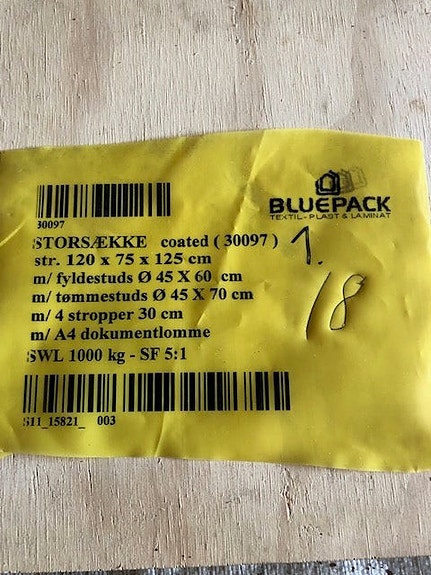 30097
BLUEPACK
TEXTIL - PLAST & LAMINAT
STORSÆKKE coated ( 30097 )
str. 120 x 75 x 125 cm
m/ fyldestuds Ø 45 X 60 cm
m/ tømmestuds Ø 45 X 70 cm
m/ 4 stropper 30 cm
m/ A4 dokumentlomme
SWL 1000 kg - SF 5:1
S11_15821_ 003
1.
18